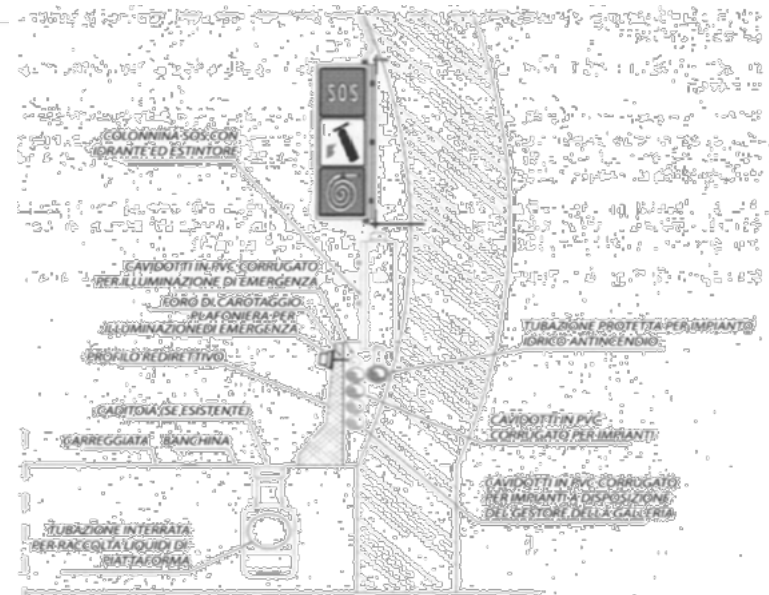 SOS
COLONNINA SOS CON
IDRANTE ED ESTINTORE
CAVIDOTTI IN PVC CORRUGATO
PER ILLUMINAZIONE DI EMERGENZA
FORO DI CAROTAGGIO
PLAFONIERA PER
ILLUMINAZIONE DI EMERGENZA
PROFILO REDIRETTIVO
CADITOIA (SE ESISTENTE)
CARREGGIATA
BANCHINA
TUBAZIONE INTERRATA
PER RACCOLTA LIQUIDI DI
PIATTAFORMA
TUBAZIONE PROTETTA PER IMPIANTO
IDRICO ANTINCENDIO
CAVIDOTTI IN PVC
CORRUGATO PER IMPIANTI
CAVIDOTTI IN PVC CORRUGATO
PER IMPIANTI A DISPOSIZIONE
DEL GESTORE DELLA GALLERIA